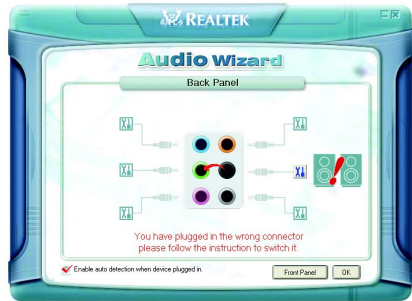 REALTEK
Audio Wizard
Back Panel
You have plugged in the wrong connector
please follow the instruction to switch it.
Enable auto detection when device plugged in.
Front Panel
OK